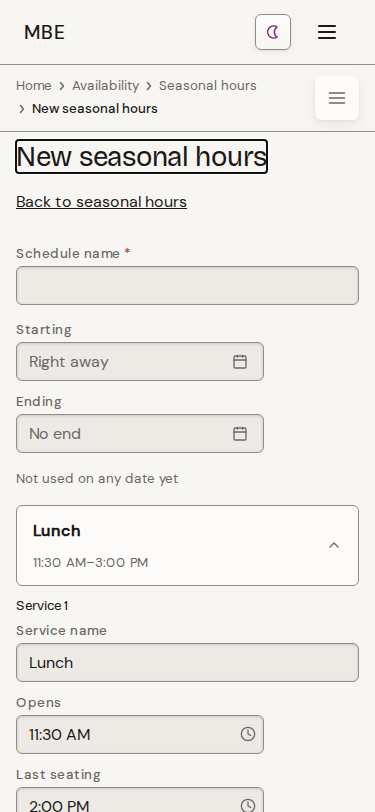 MBE
Home > Availability > Seasonal hours
> New seasonal hours
New seasonal hours
Back to seasonal hours
Schedule name *
Starting
Right away
Ending
No end
Not used on any date yet
Lunch
11:30 AM–3:00 PM
Service 1
Service name
Lunch
Opens
11:30 AM
Last seating
2:00 PM